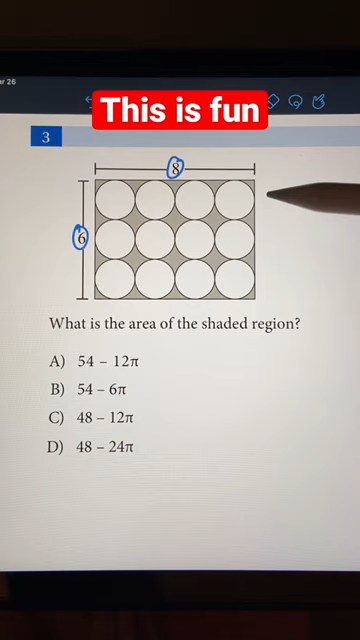 ar 26
This is fun
3
8
6
What is the area of the shaded region?
A) 54 – 12π
B) 54 – 6π
C) 48 – 12π
D) 48 – 24π